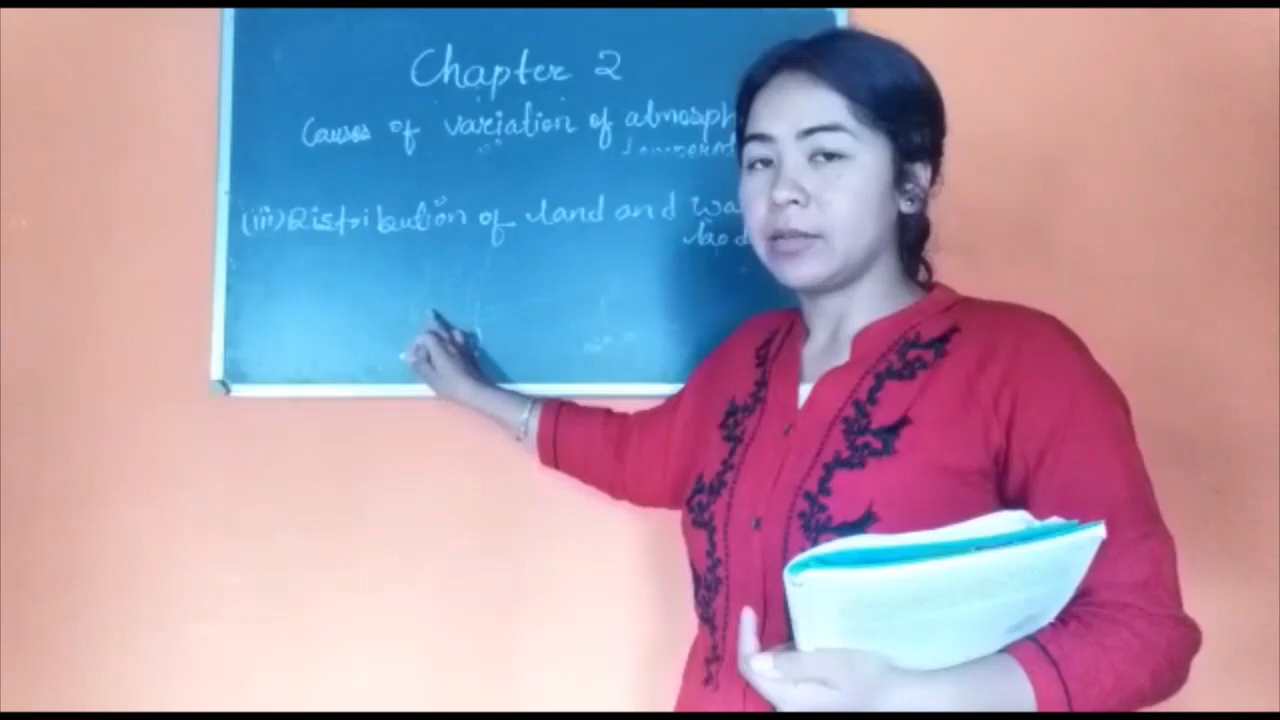 Chapter 2
Causes of variation of atmosph
(iii) Distribution of land and wa